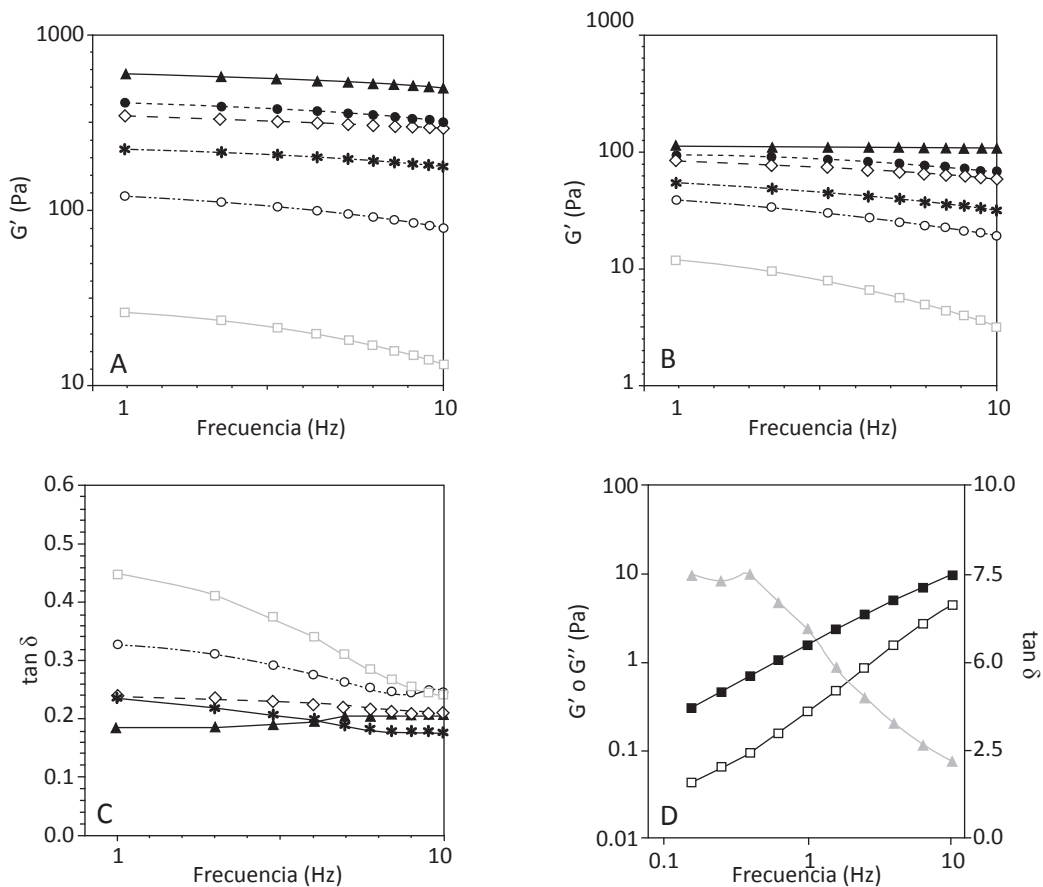 1000
100
10
G′ (Pa)
A
1
10
Frecuencia (Hz)
1000
100
10
1
G′ (Pa)
B
1
10
Frecuencia (Hz)
0.6
0.5
0.4
0.3
0.2
0.1
0.0
tan δ
C
1
10
Frecuencia (Hz)
100
10
1
0.1
0.01
G′ o G′′ (Pa)
D
10.0
7.5
5.0
2.5
0.0
tan δ
0.1
1
10
Frecuencia (Hz)